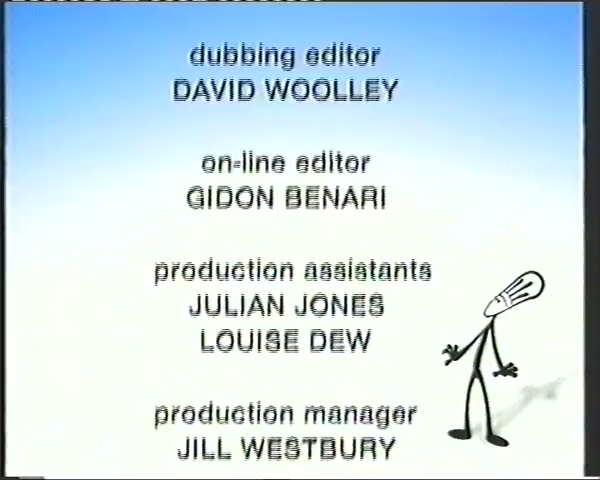 dubbing editor
DAVID WOOLLEY
on-line editor
GIDON BENARI
production assistants
JULIAN JONES
LOUISE DEW
production manager
JILL WESTBURY